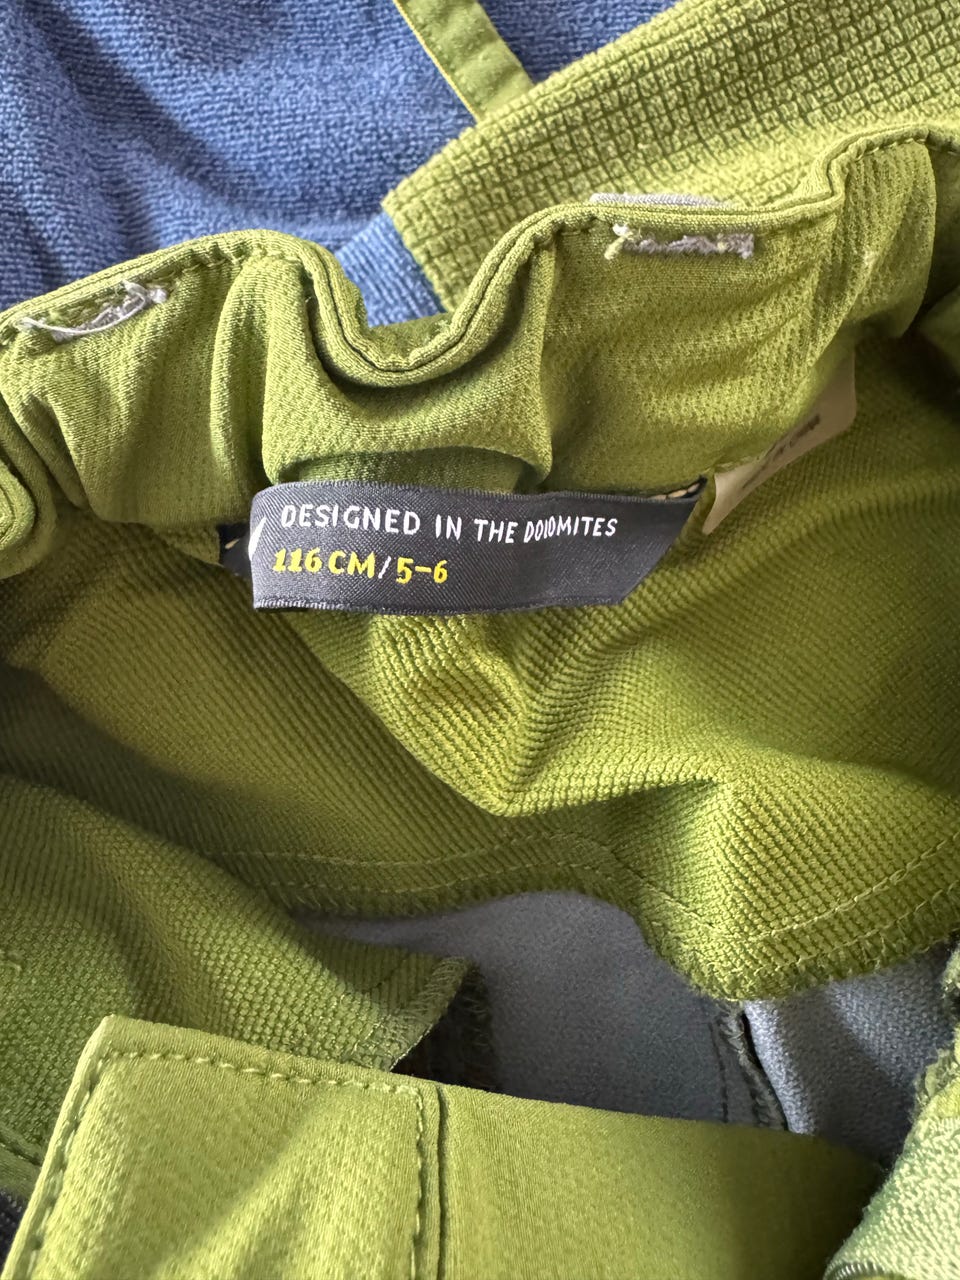 DESIGNED IN THE DOLOMITES
116 CM/5-6